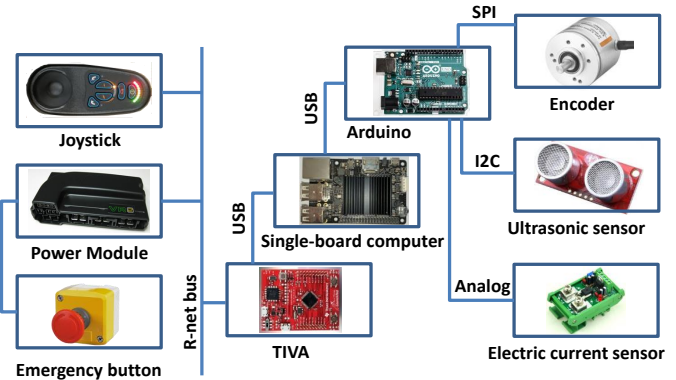 SPI
Encoder
USB
Arduino
Joystick
I2C
Ultrasonic sensor
USB
Single-board computer
Power Module
R-net bus
TIVA
Analog
Electric current sensor
Emergency button